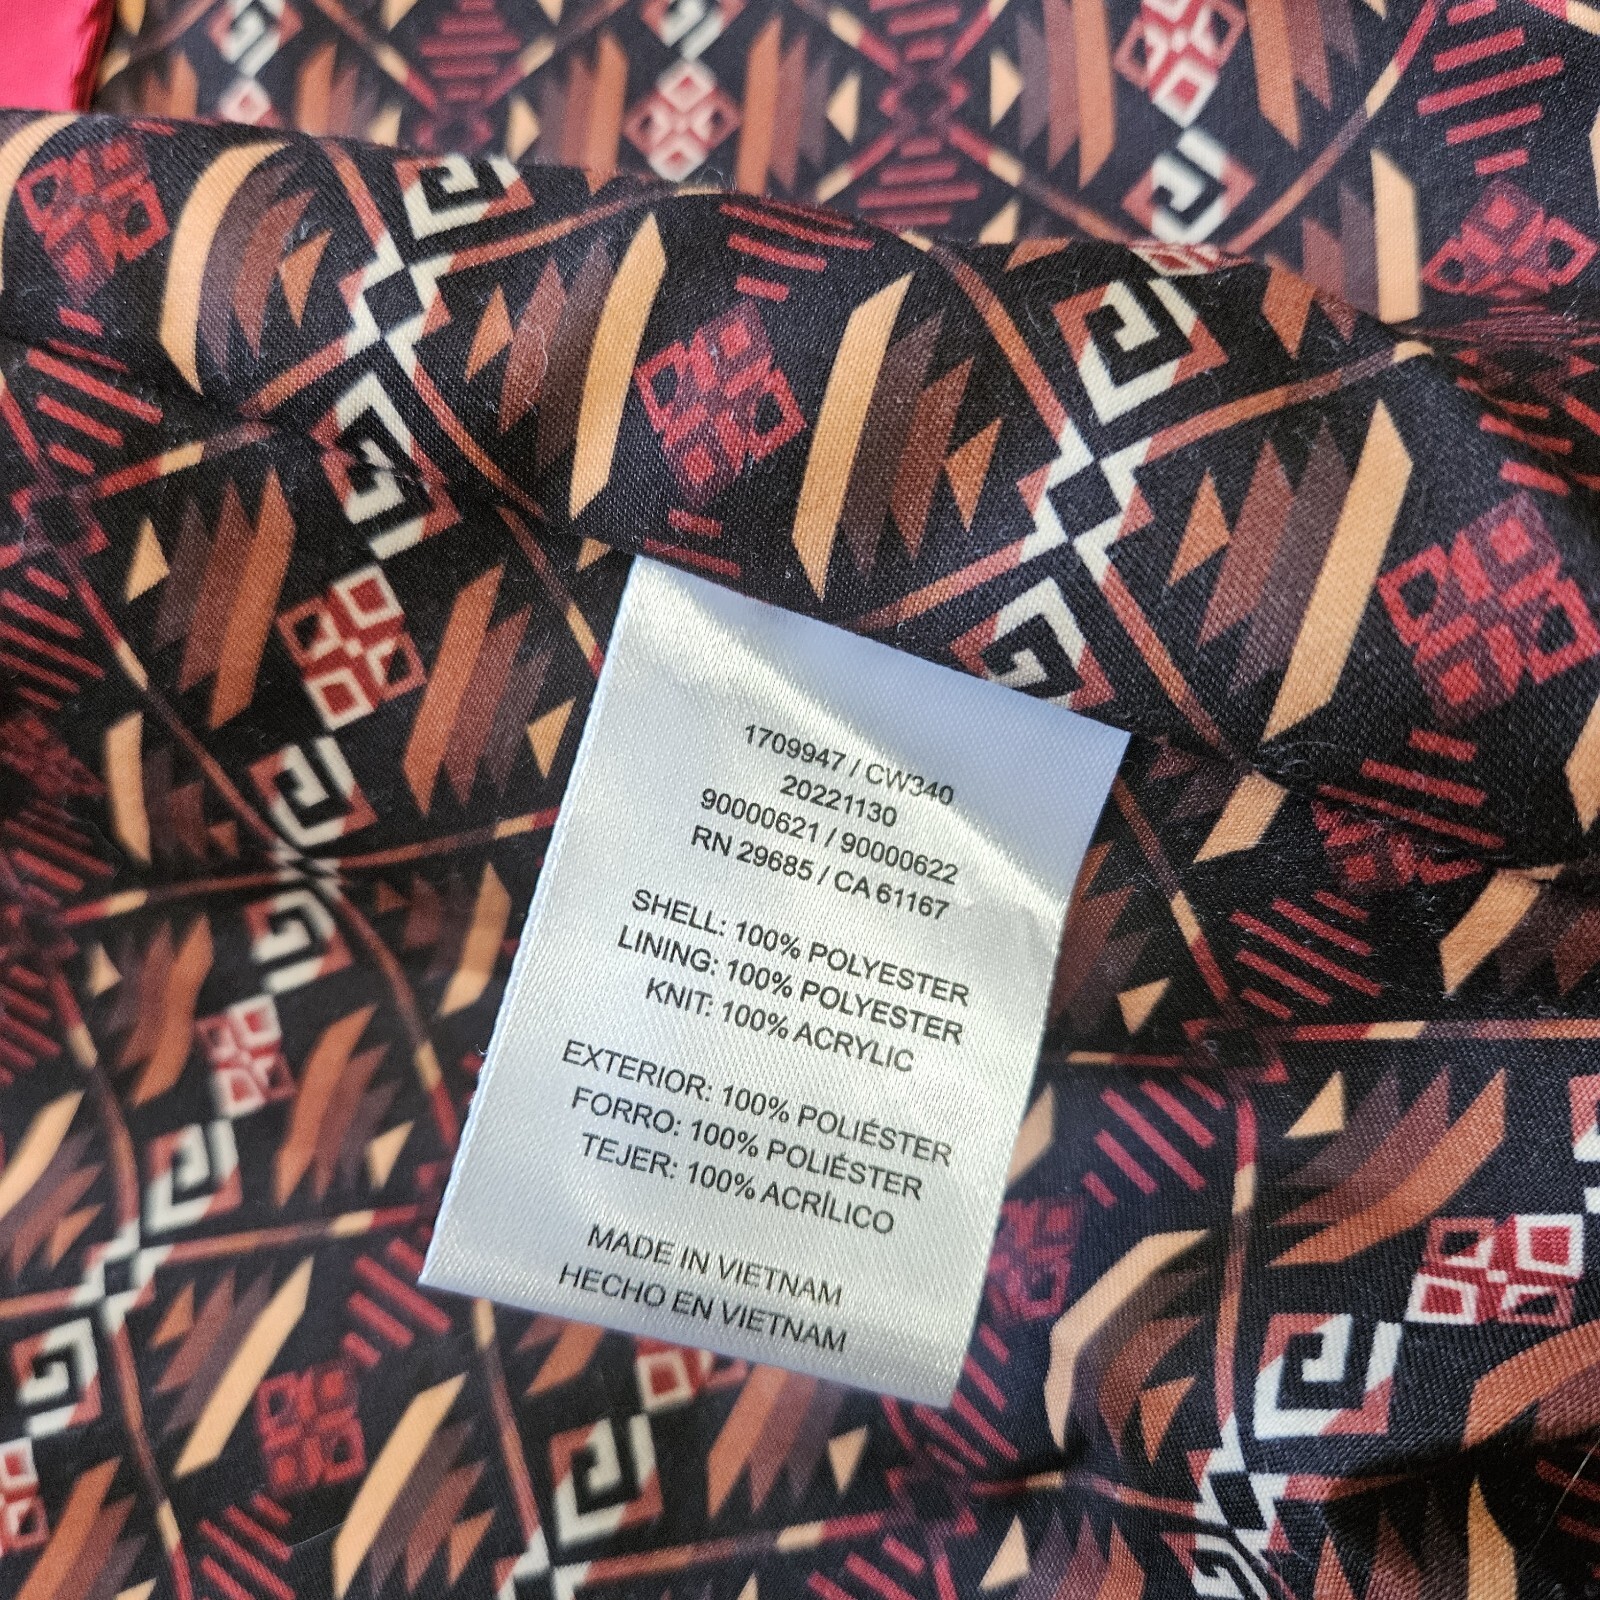 1709947 / CW340
20221130
90000621 / 90000622
RN 29685 / CA 61167
SHELL: 100% POLYESTER
LINING: 100% POLYESTER
KNIT: 100% ACRYLIC
EXTERIOR: 100% POLIÉSTER
FORRO: 100% POLIÉSTER
TEJER: 100% ACRÍLICO
MADE IN VIETNAM
HECHO EN VIETNAM